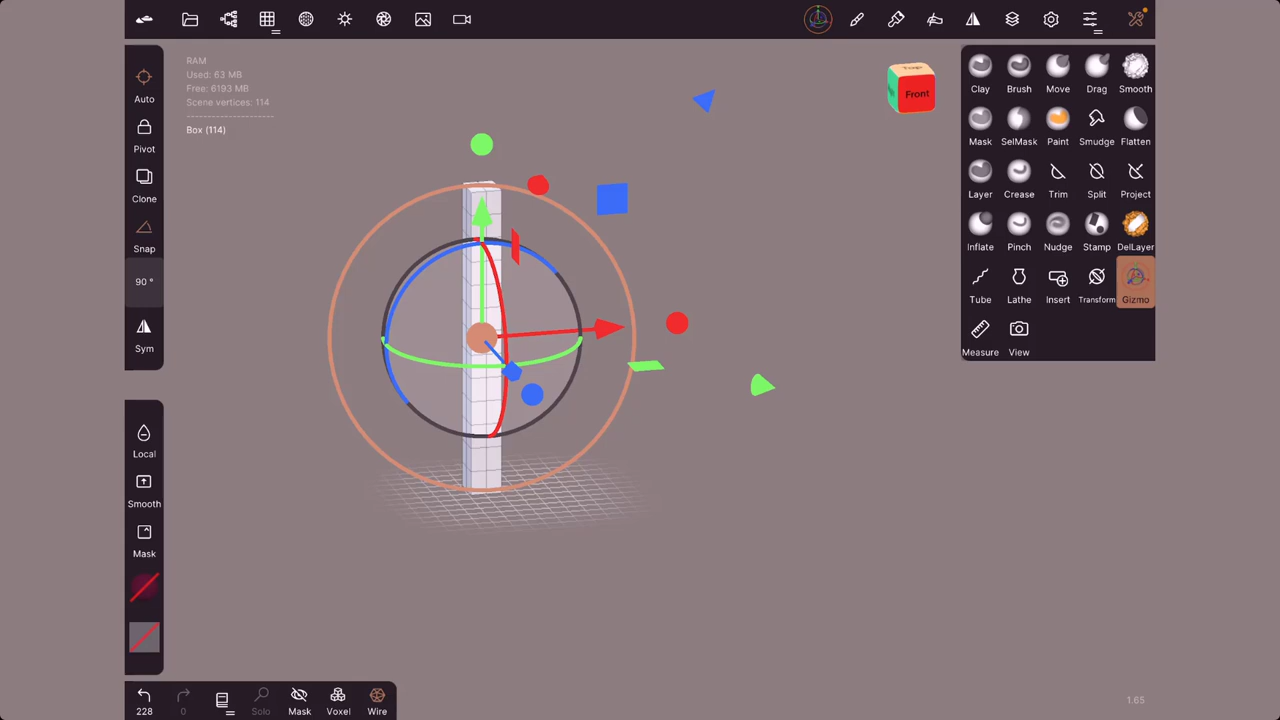 RAM
Used: 63 MB
Free: 6193 MB
Scene vertices: 114
----------------------
Box (114)
Auto
Pivot
Clone
Snap
90 °
Sym
Local
Smooth
Mask
Top
Front
Clay Brush Move Drag Smooth
Mask SelMask Paint Smudge Flatten
Layer Crease Trim Split Project
Inflate Pinch Nudge Stamp DelLayer
Tube Lathe Insert Transform Gizmo
Measure View
228 0 Solo Mask Voxel Wire
1.65